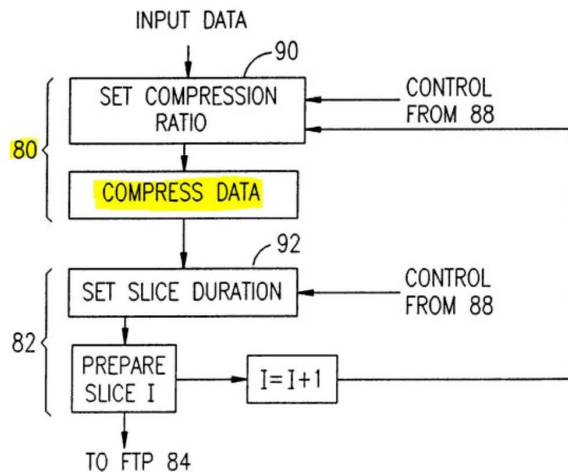 INPUT DATA
90
SET COMPRESSION
RATIO
CONTROL
FROM 88
80
COMPRESS DATA
92
SET SLICE DURATION
CONTROL
FROM 88
82
PREPARE
SLICE I
I=I+1
TO FTP 84